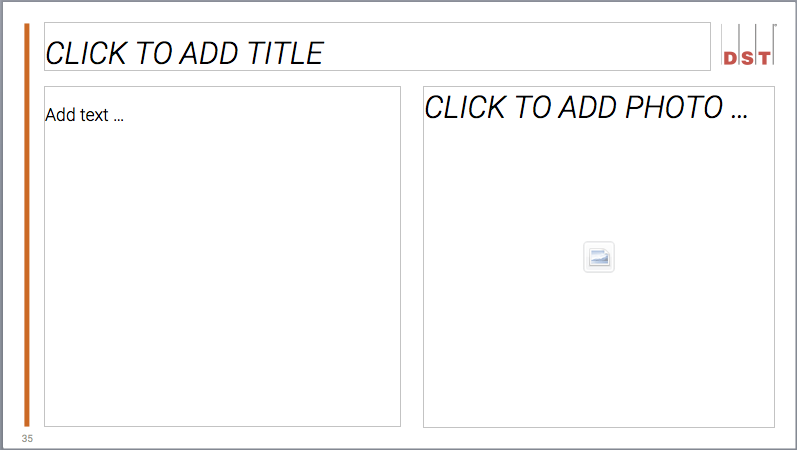 CLICK TO ADD TITLE
DST
Add text ...
CLICK TO ADD PHOTO ...
35